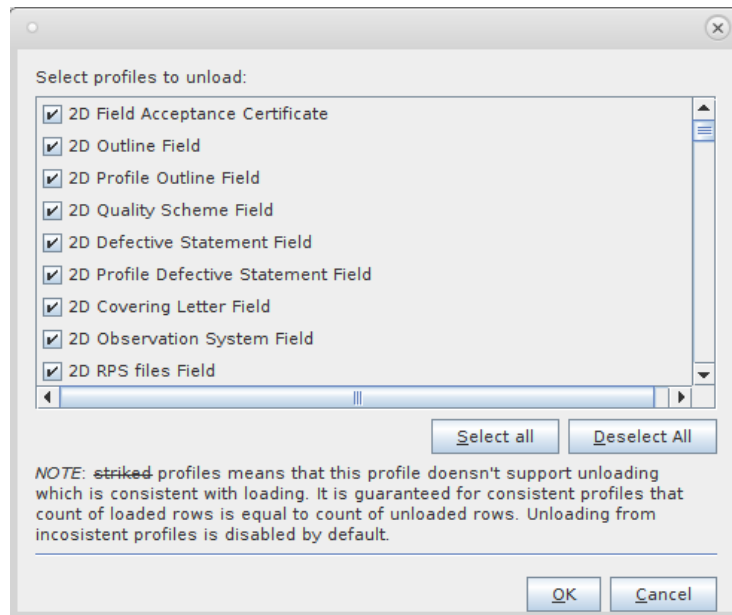 Select profiles to unload:
2D Field Acceptance Certificate
2D Outline Field
2D Profile Outline Field
2D Quality Scheme Field
2D Defective Statement Field
2D Profile Defective Statement Field
2D Covering Letter Field
2D Observation System Field
2D RPS files Field
Select all
Deselect All
NOTE: striked profiles means that this profile doensn't support unloading
which is consistent with loading. It is guaranteed for consistent profiles that
count of loaded rows is equal to count of unloaded rows. Unloading from
incosistent profiles is disabled by default.
OK
Cancel